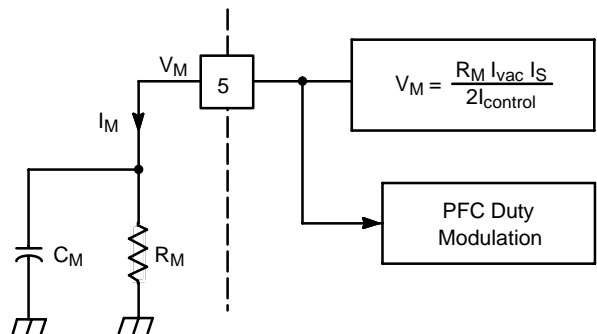 V_M
5
V_M = R_M I_vac I_S / 2I_control
I_M
PFC Duty
Modulation
C_M
R_M